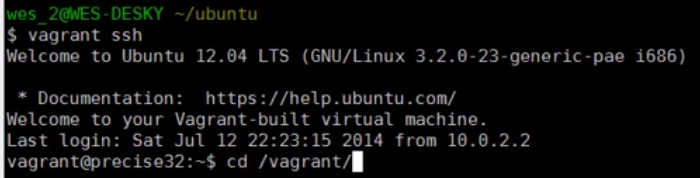 wes_2@WES-DESKY ~/ubuntu
$ vagrant ssh
Welcome to Ubuntu 12.04 LTS (GNU/Linux 3.2.0-23-generic-pae i686)
* Documentation:  https://help.ubuntu.com/
Welcome to your Vagrant-built virtual machine.
Last login: Sat Jul 12 22:23:15 2014 from 10.0.2.2
vagrant@precise32:~$ cd /vagrant/